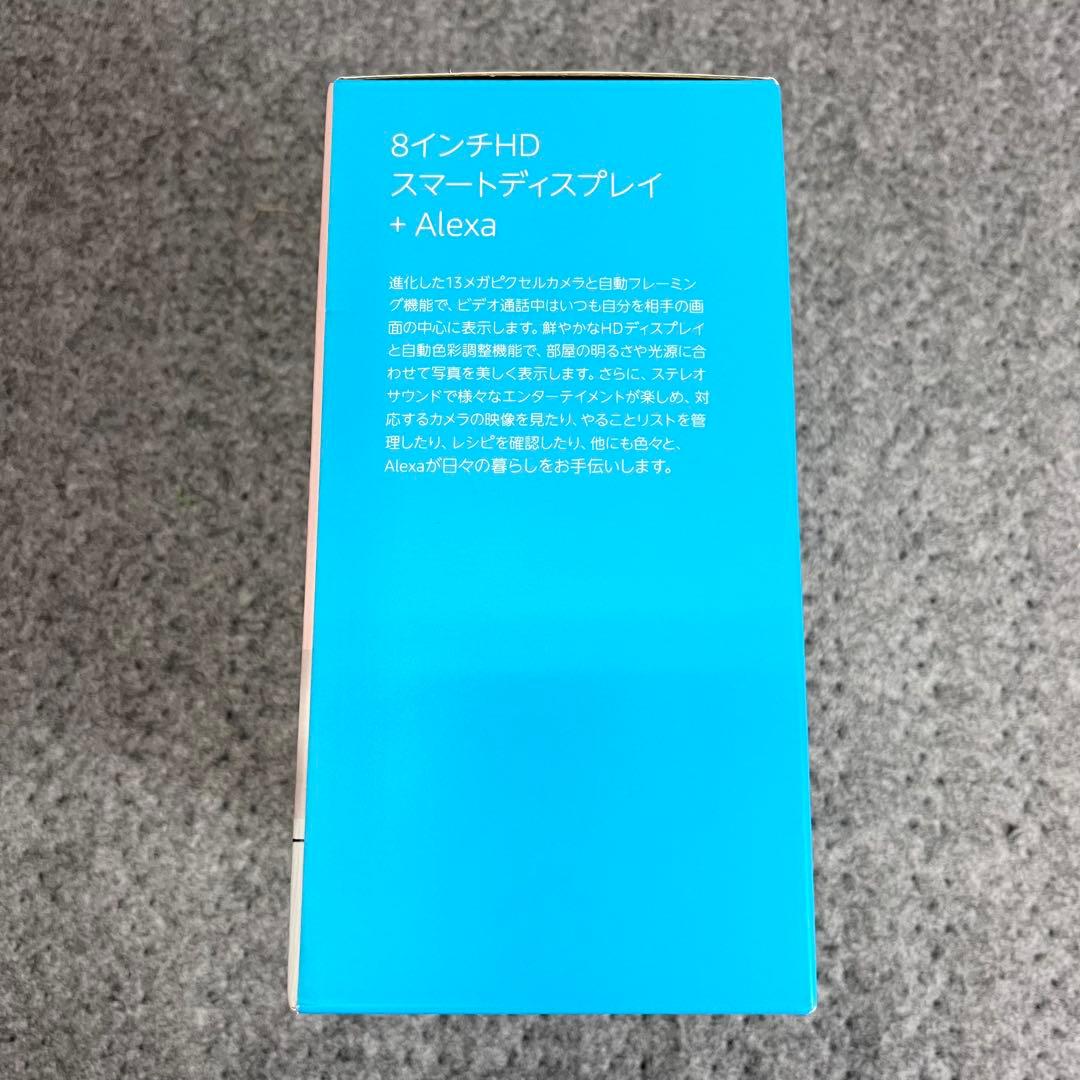 8インチHD
スマートディスプレイ
+ Alexa
進化した13メガピクセルカメラと自動フレーミン
グ機能で、ビデオ通話中はいつも自分を相手の画
面の中心に表示します。鮮やかなHDディスプレイ
と自動色彩調整機能で、部屋の明るさや光源に合
わせて写真を美しく表示します。さらに、ステレオ
サウンドで様々なエンターテイメントが楽しめ、対
応するカメラの映像を見たり、やることリストを管
理したり、レシピを確認したり、他にも色々と、
Alexaが日々の暮らしをお手伝いします。